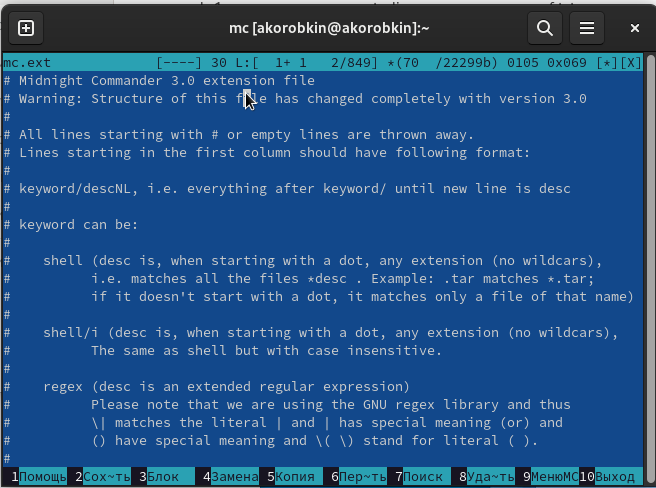 mc [akorobkin@akorobkin]:~
mc.ext [----] 30 L:[ 1+ 1 2/849] *(70 /22299b) 0105 0x069 [*][X]
# Midnight Commander 3.0 extension file
# Warning: Structure of this file has changed completely with version 3.0
#
# All lines starting with # or empty lines are thrown away.
# Lines starting in the first column should have following format:
#
# keyword/descNL, i.e. everything after keyword/ until new line is desc
#
# keyword can be:
#
# shell (desc is, when starting with a dot, any extension (no wildcars),
# i.e. matches all the files *desc . Example: .tar matches *.tar;
# if it doesn't start with a dot, it matches only a file of that name)
#
# shell/i (desc is, when starting with a dot, any extension (no wildcars),
# The same as shell but with case insensitive.
#
# regex (desc is an extended regular expression)
# Please note that we are using the GNU regex library and thus
# \| matches the literal | and | has special meaning (or) and
# () have special meaning and \( \) stand for literal ( ).
#
1Помощь 2Сох~ть 3Блок 4Замена 5Копия 6Пер~ть 7Поиск 8Уда~ть 9МенюMC 10Выход